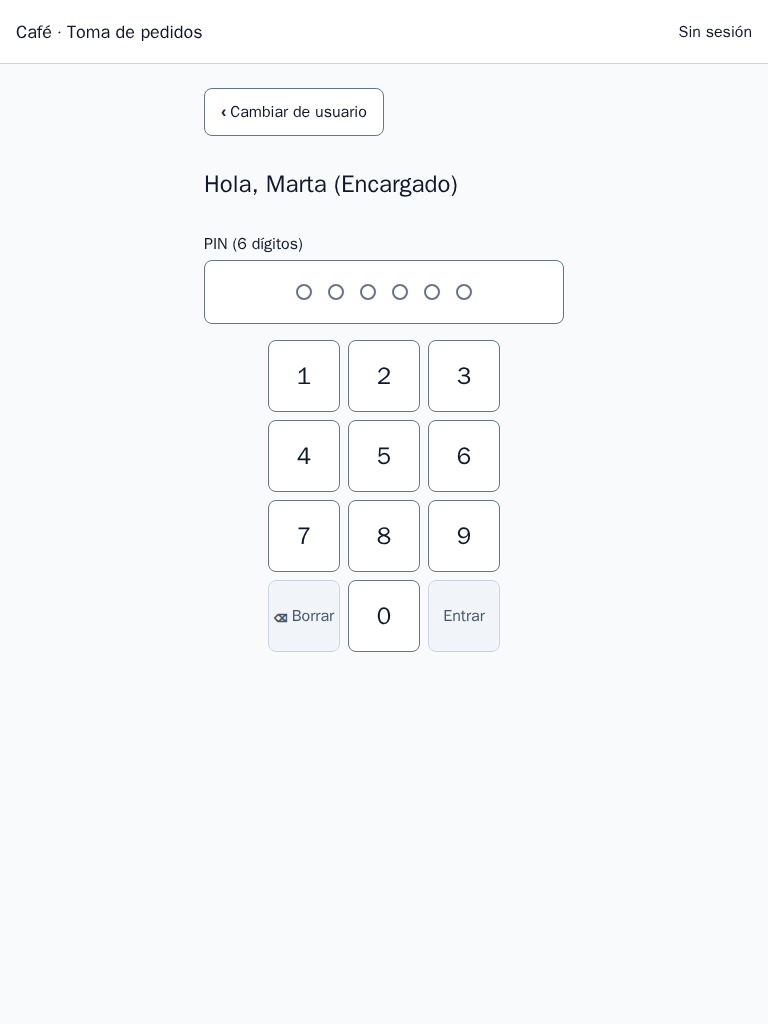 Café · Toma de pedidos
Sin sesión
‹ Cambiar de usuario
Hola, Marta (Encargado)
PIN (6 dígitos)
1 2 3
4 5 6
7 8 9
⌫ Borrar 0 Entrar